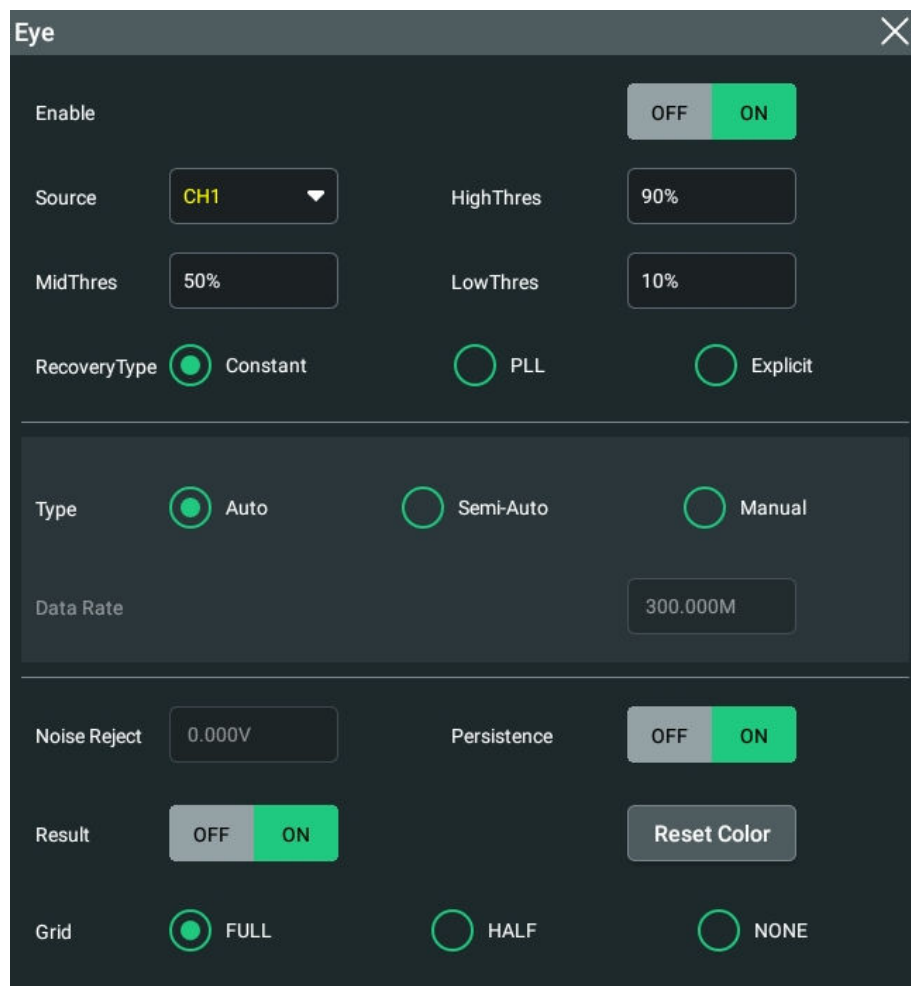 Eye
Enable OFF ON
Source CH1 HighThres 90%
MidThres 50% LowThres 10%
RecoveryType Constant PLL Explicit
Type Auto Semi-Auto Manual
Data Rate 300.000M
Noise Reject 0.000V Persistence OFF ON
Result OFF ON Reset Color
Grid FULL HALF NONE